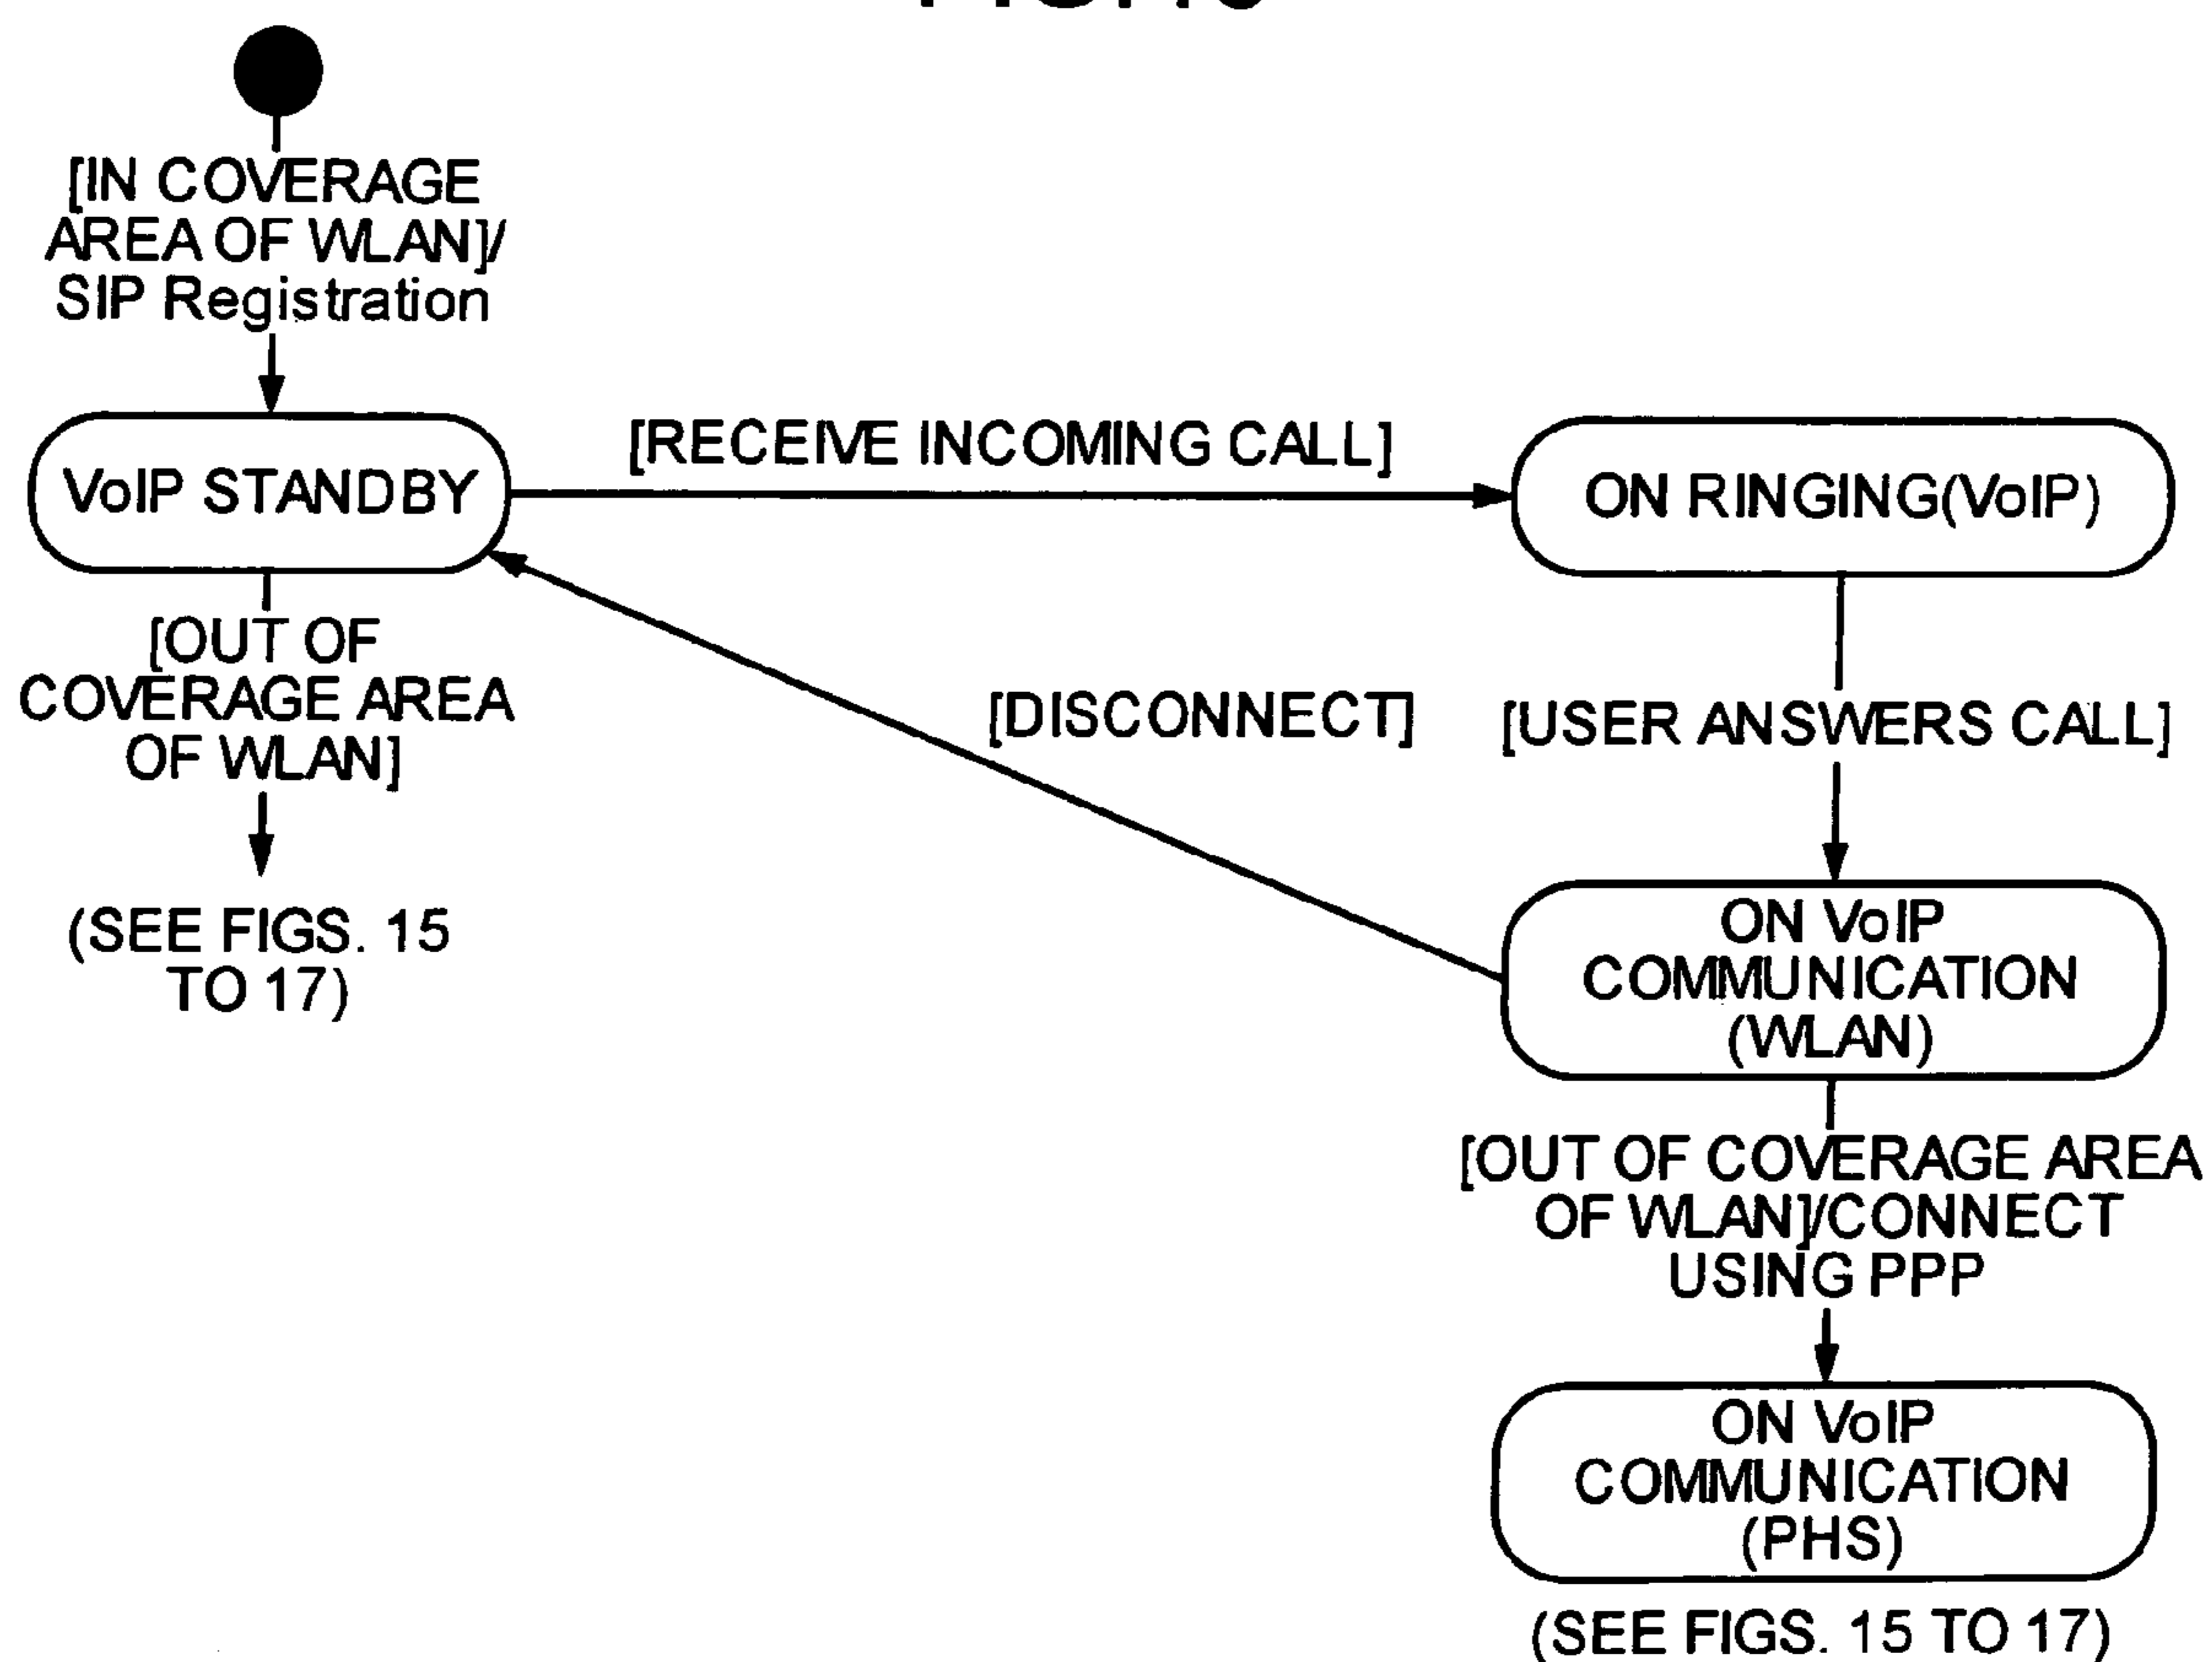 [IN COVERAGE
AREA OF WLAN]/
SIP Registration
VoIP STANDBY
[RECEIVE INCOMING CALL]
ON RINGING(VoIP)
[OUT OF
COVERAGE AREA
OF WLAN]
(SEE FIGS. 15
TO 17)
[DISCONNECT]
[USER ANSWERS CALL]
ON VoIP
COMMUNICATION
(WLAN)
[OUT OF COVERAGE AREA
OF WLAN]/CONNECT
USING PPP
ON VoIP
COMMUNICATION
(PHS)
(SEE FIGS. 15 TO 17)